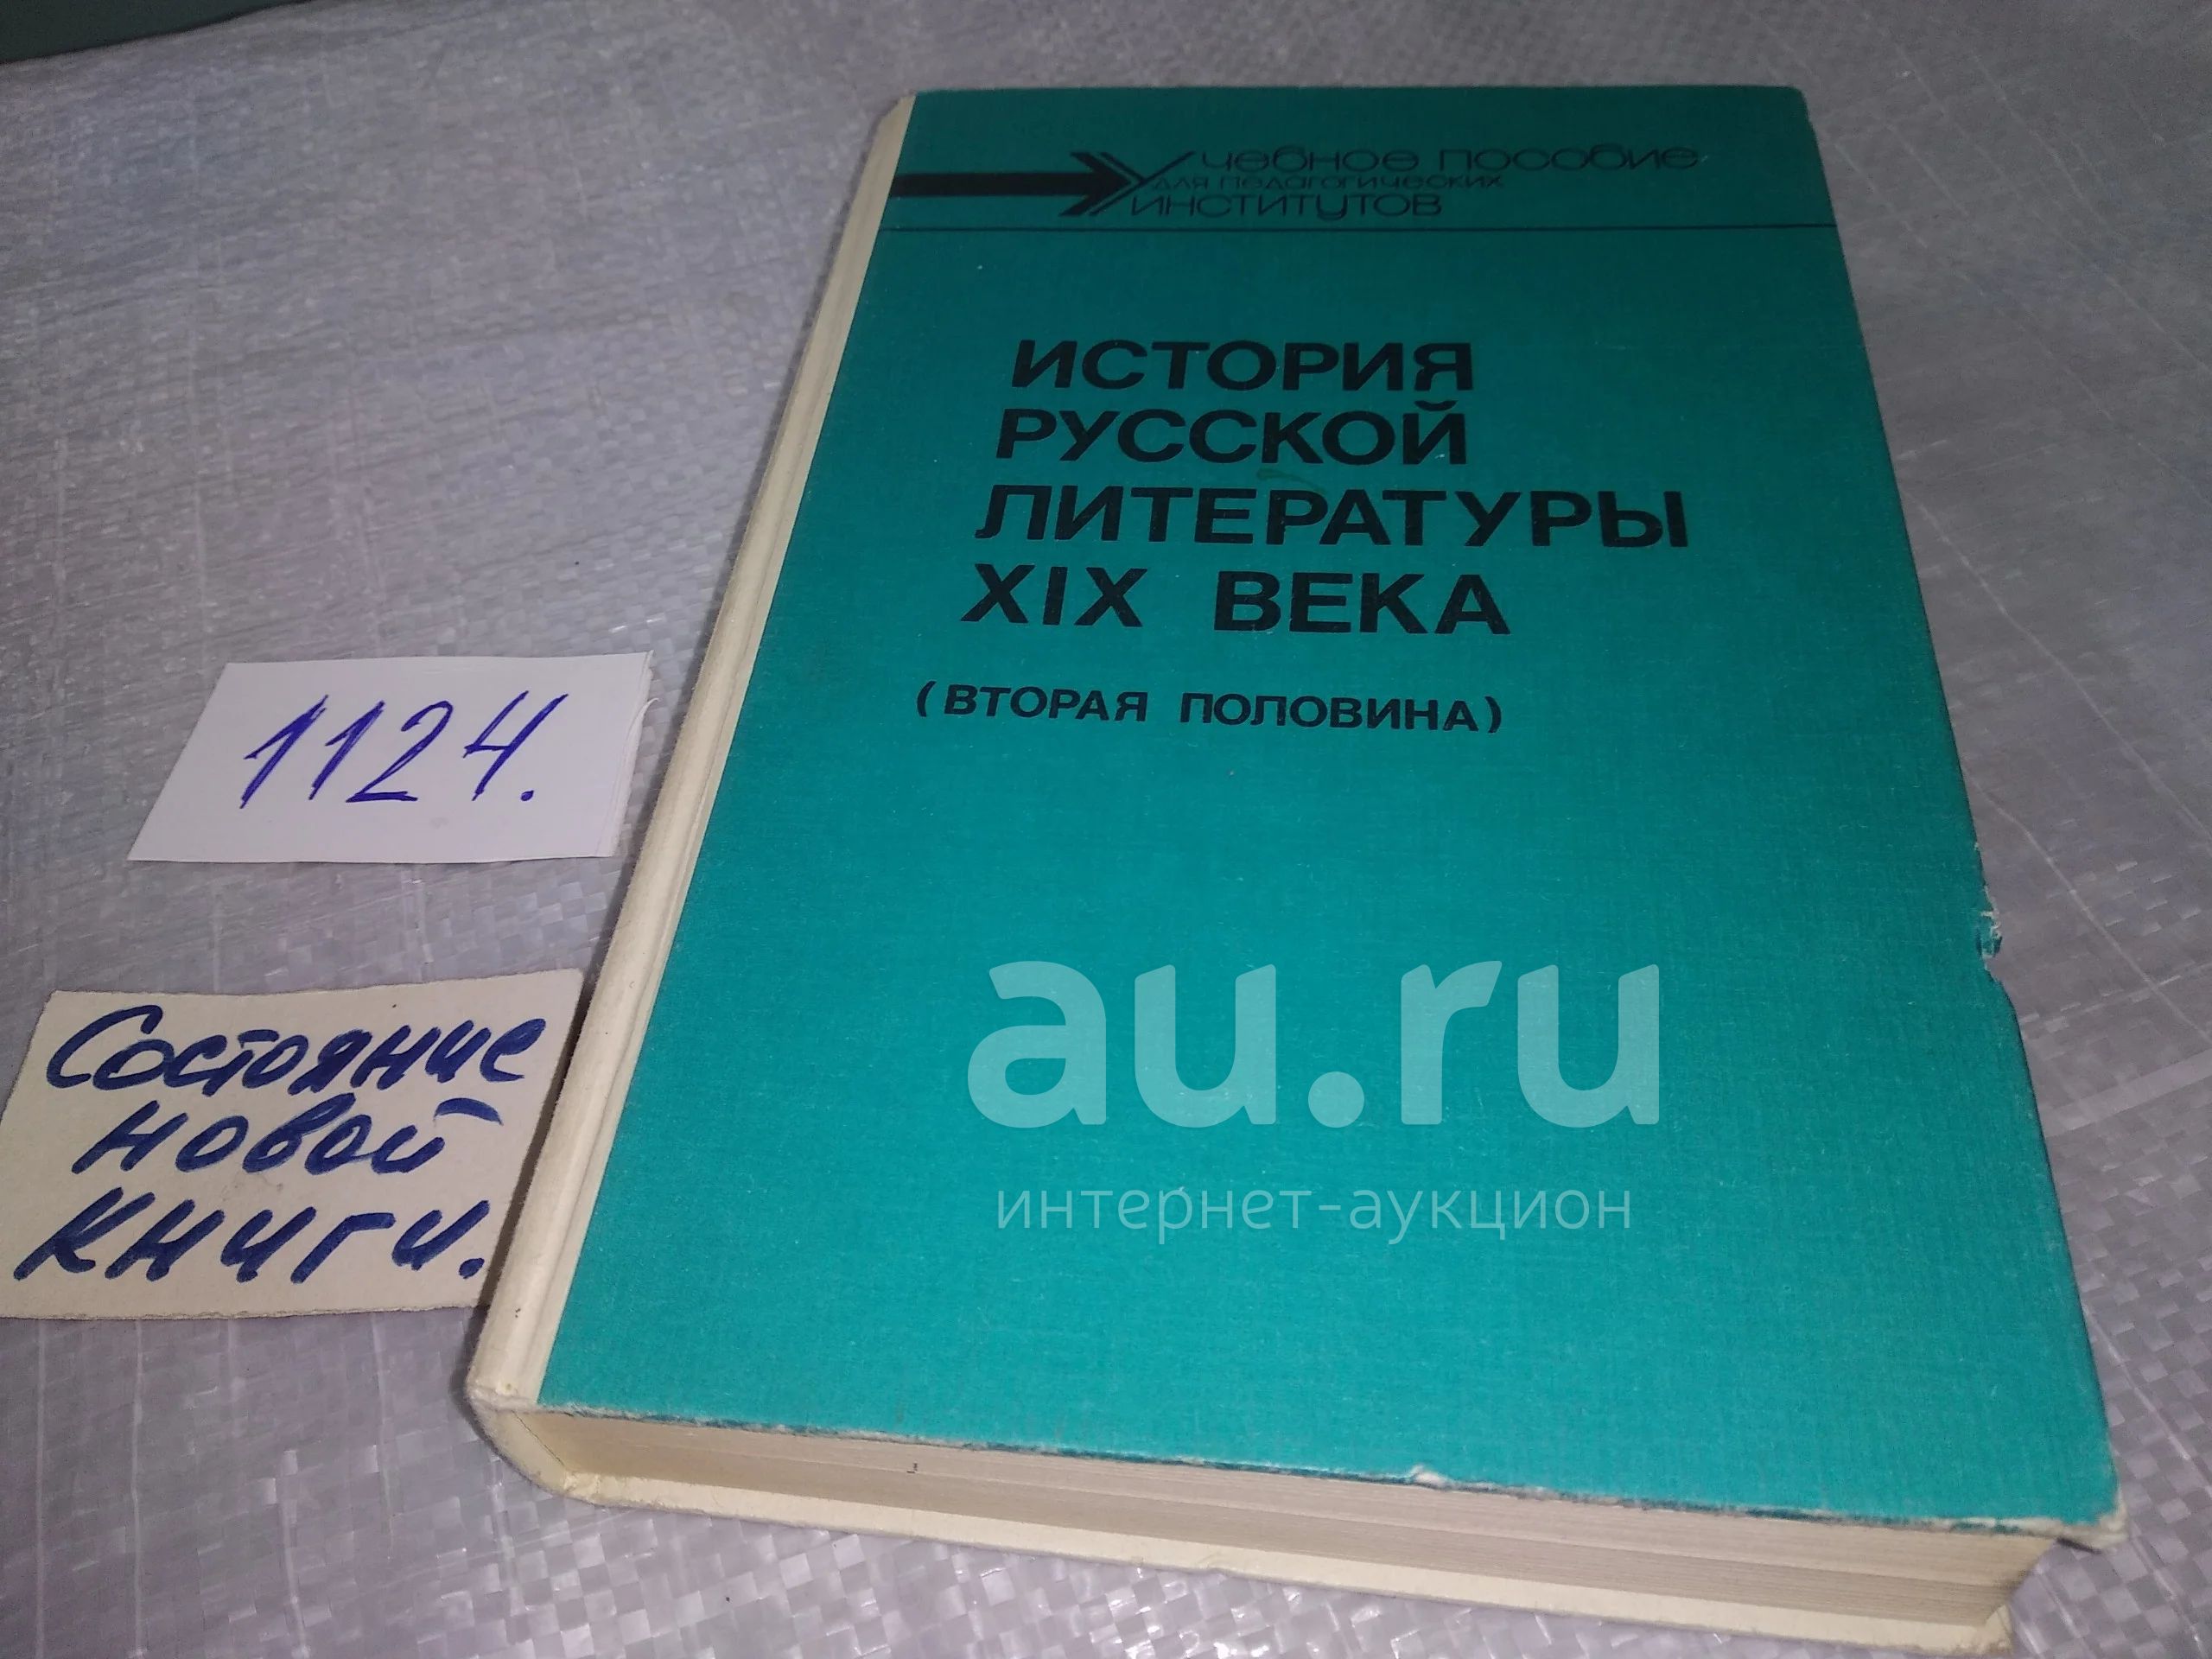 Учебное пособие
для педагогических
институтов
ИСТОРИЯ
РУССКОЙ
ЛИТЕРАТУРЫ
XIX ВЕКА
(ВТОРАЯ ПОЛОВИНА)
1124.
Состояние
новой
книги.
au.ru
интернет-аукцион